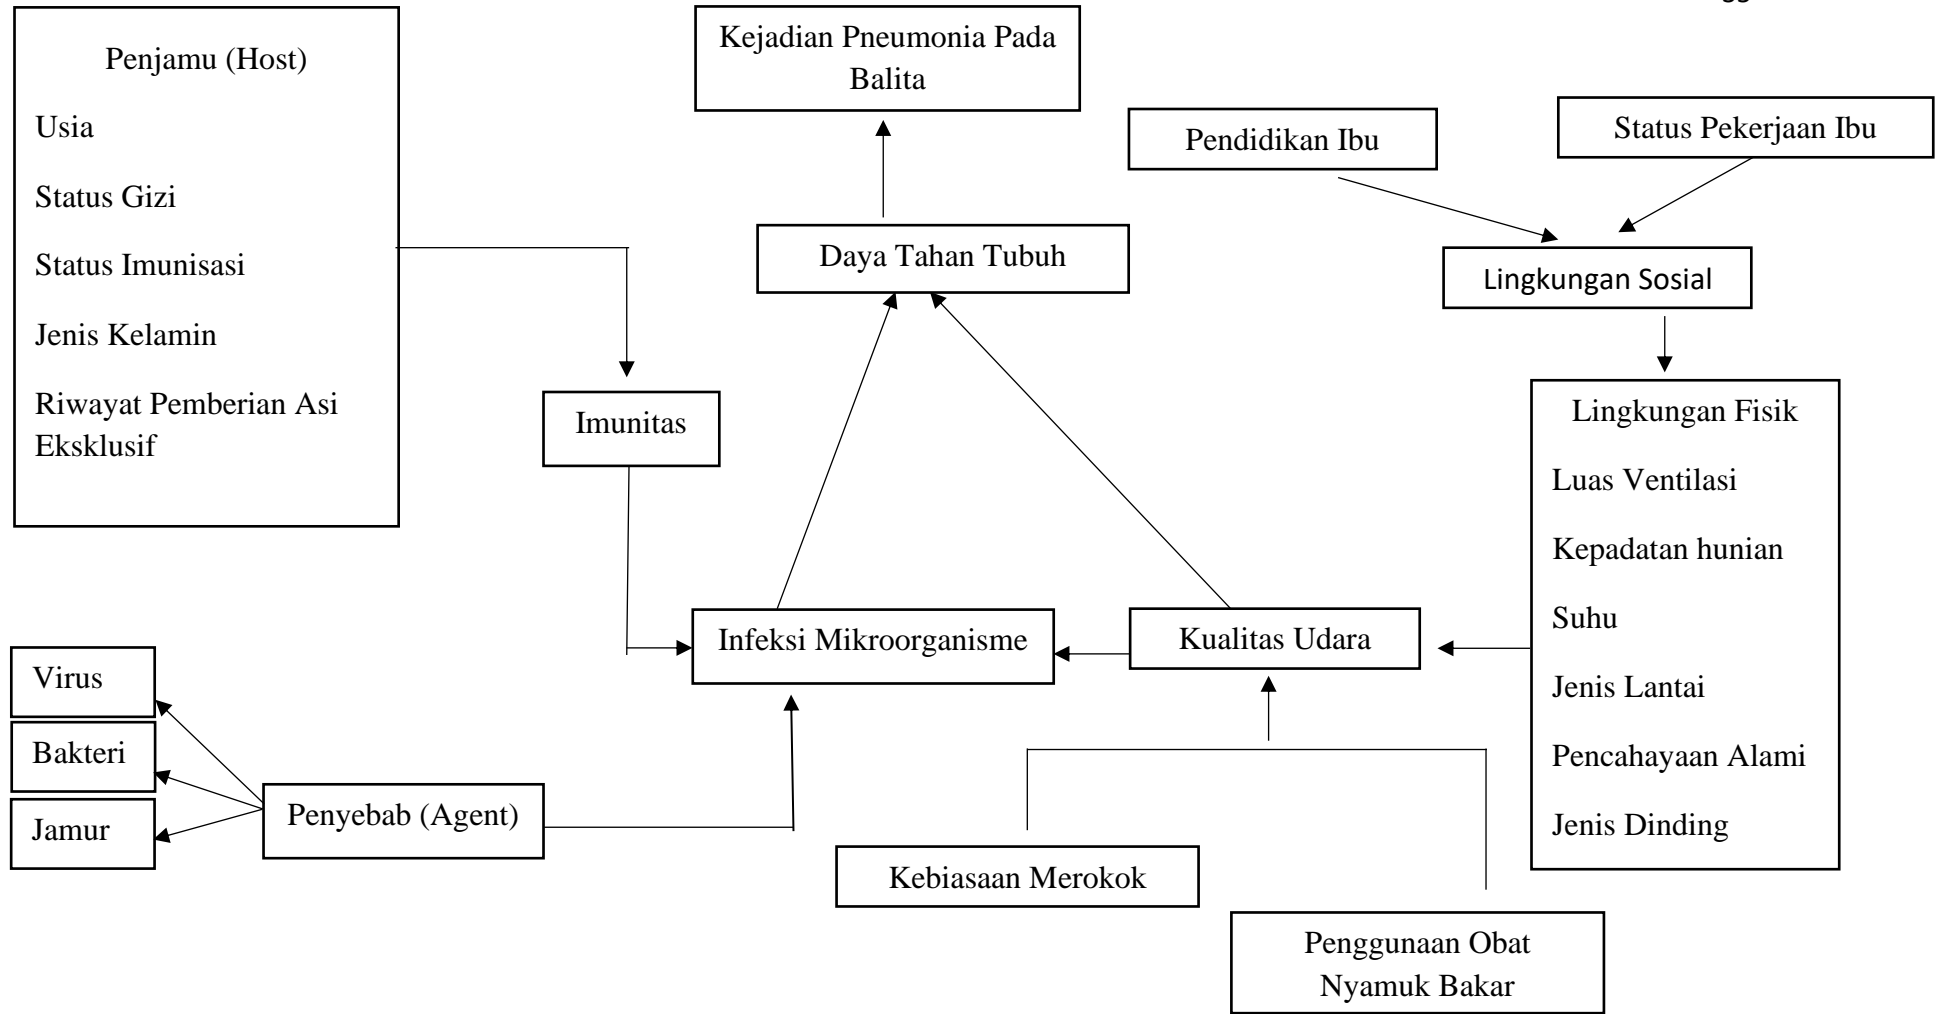 Penjamu (Host)
Usia
Status Gizi
Status Imunisasi
Jenis Kelamin
Riwayat Pemberian Asi
Eksklusif
Kejadian Pneumonia Pada
Balita
Pendidikan Ibu
Status Pekerjaan Ibu
Daya Tahan Tubuh
Lingkungan Sosial
Imunitas
Lingkungan Fisik
Luas Ventilasi
Kepadatan hunian
Suhu
Jenis Lantai
Pencahayaan Alami
Jenis Dinding
Infeksi Mikroorganisme
Kualitas Udara
Virus
Bakteri
Jamur
Penyebab (Agent)
Kebiasaan Merokok
Penggunaan Obat
Nyamuk Bakar